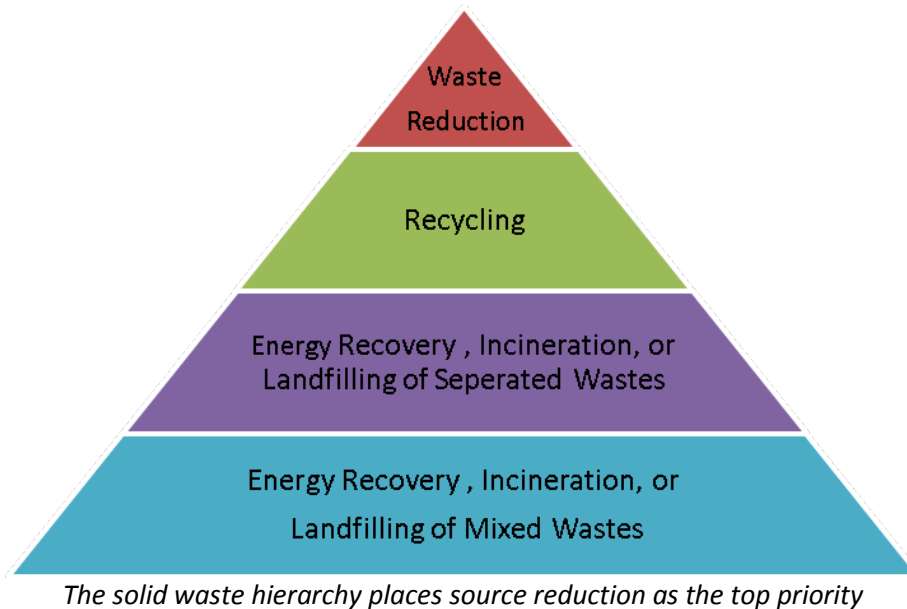 Waste
Reduction
Recycling
Energy Recovery , Incineration, or
Landfilling of Seperated Wastes
Energy Recovery , Incineration, or
Landfilling of Mixed Wastes
The solid waste hierarchy places source reduction as the top priority